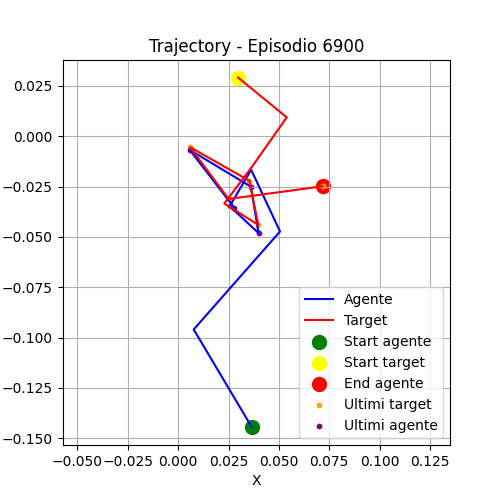 Trajectory - Episodio 6900
0.025
0.000
−0.025
−0.050
−0.075
−0.100
−0.125
−0.150
−0.050
−0.025
0.000
0.025
0.050
0.075
0.100
0.125
X
Agente
Target
Start agente
Start target
End agente
Ultimi target
Ultimi agente